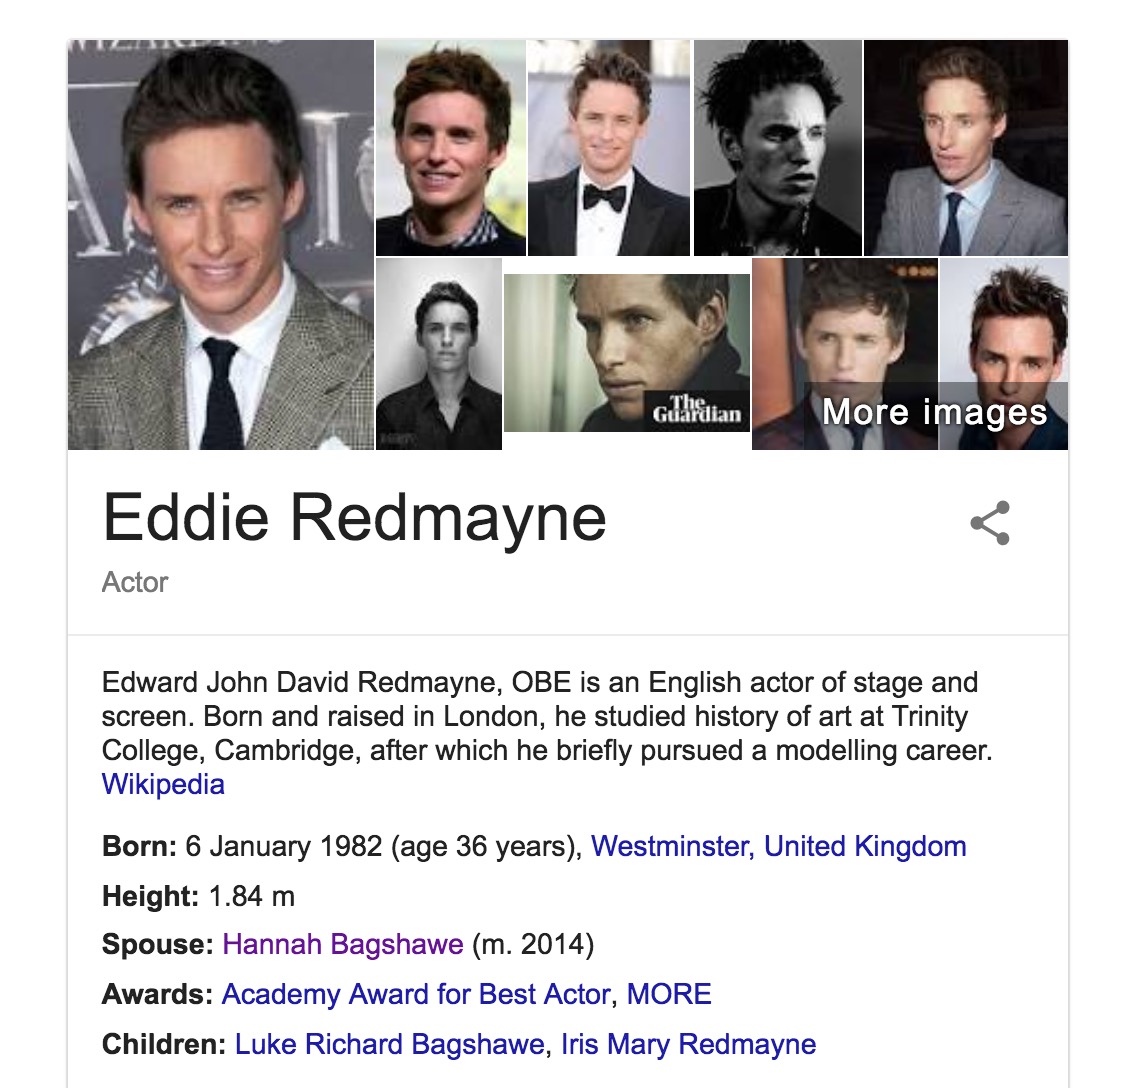 WIZARDING
The
Guardian
More images
Eddie Redmayne
Actor
Edward John David Redmayne, OBE is an English actor of stage and
screen. Born and raised in London, he studied history of art at Trinity
College, Cambridge, after which he briefly pursued a modelling career.
Wikipedia
Born: 6 January 1982 (age 36 years), Westminster, United Kingdom
Height: 1.84 m
Spouse: Hannah Bagshawe (m. 2014)
Awards: Academy Award for Best Actor, MORE
Children: Luke Richard Bagshawe, Iris Mary Redmayne